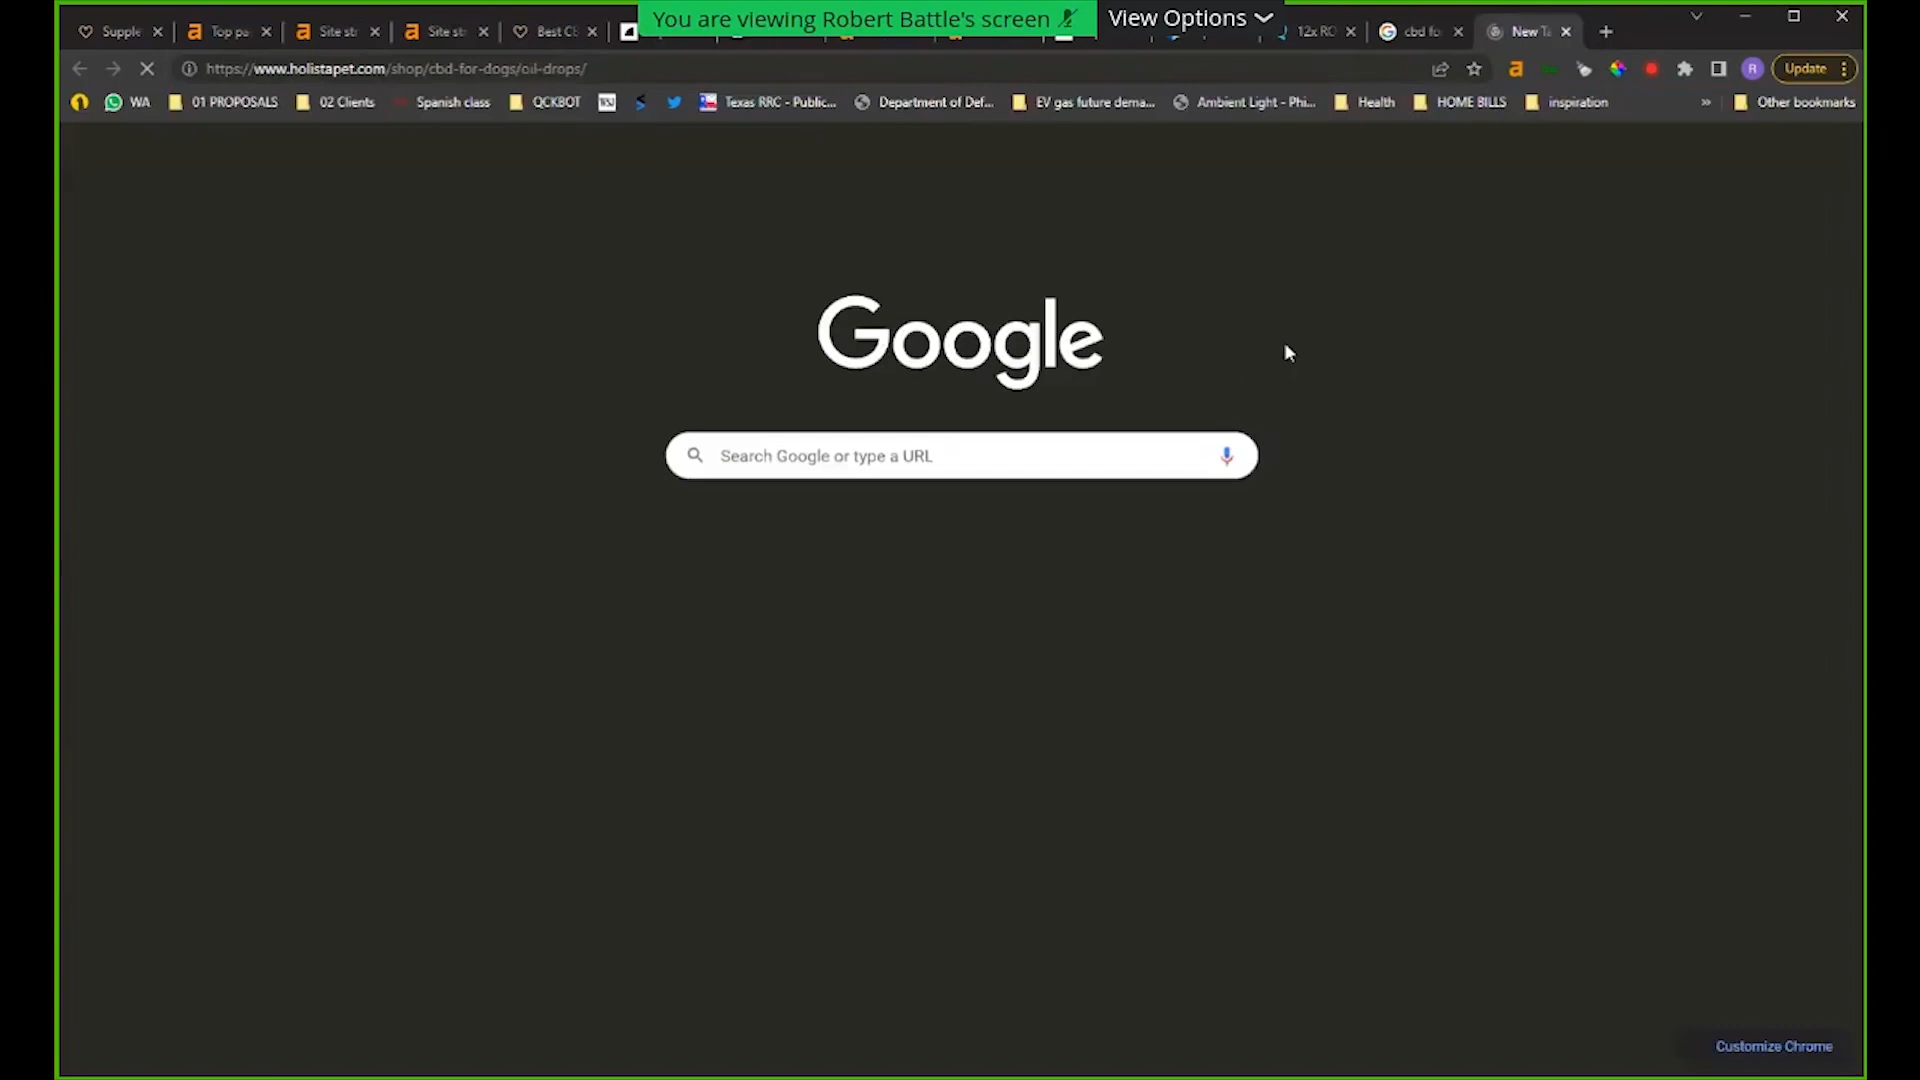 You are viewing Robert Battle's screen View Options
Supple Top pa Site st Site st Best CE 12x RO cbd fo New Ta
https://www.holistapet.com/shop/cbd-for-dogs/oil-drops/ R Update
WA 01 PROPOSALS 02 Clients Spanish class QCKBOT WSJ Texas RRC - Public... Department of Def... EV gas future dema... Ambient Light - Phi... Health HOME BILLS inspiration » Other bookmarks
Google
Search Google or type a URL
Customize Chrome